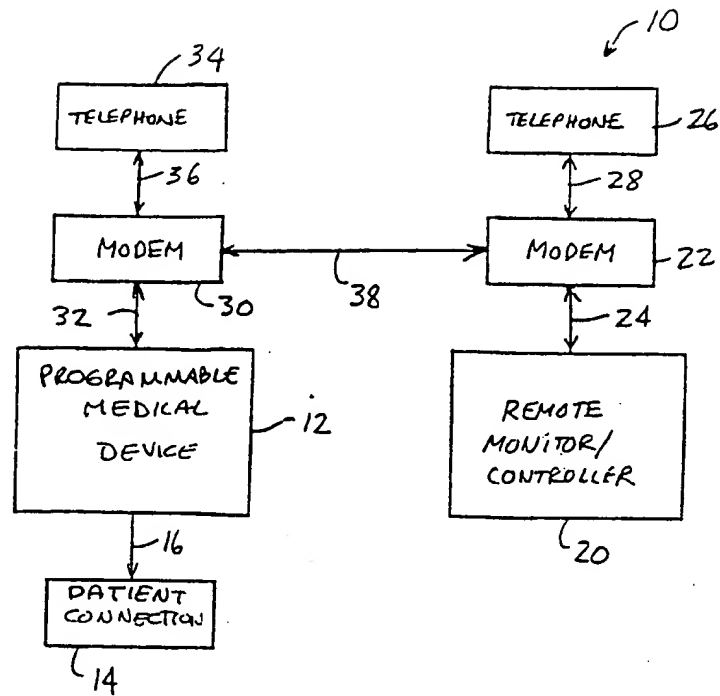 10
34
TELEPHONE
TELEPHONE
26
36
28
MODEM
MODEM
22
30
38
32
24
PROGRAMMABLE
MEDICAL
DEVICE
12
REMOTE
MONITOR/
CONTROLLER
20
16
PATIENT
CONNECTION
14